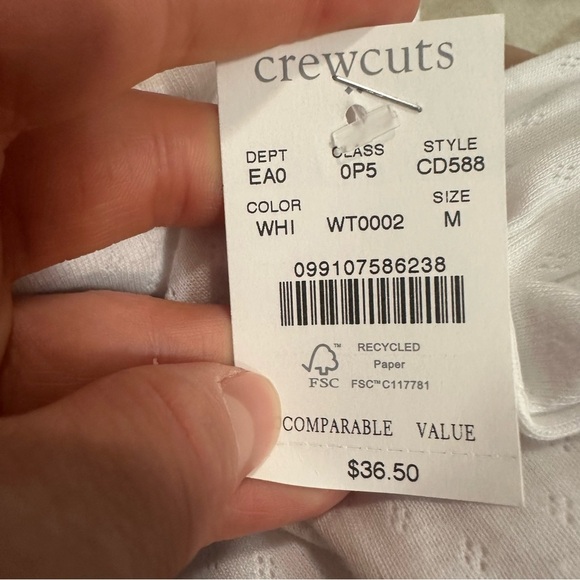 crewcuts
DEPT CLASS STYLE
EA0 0P5 CD588
COLOR SIZE
WHI WT0002 M
099107586238
RECYCLED
Paper
FSC™C117781
FSC
COMPARABLE VALUE
$36.50